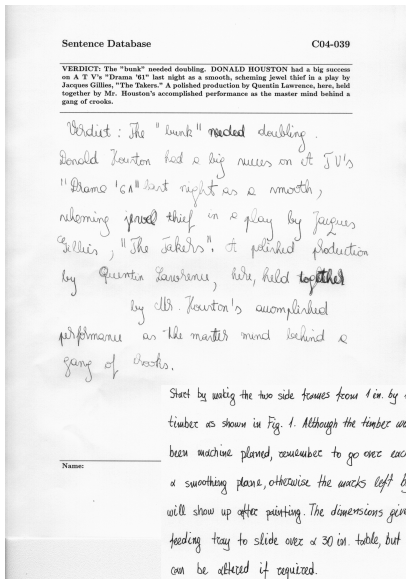 Sentence Database
C04-039
VERDICT: The "bunk" needed doubling. DONALD HOUSTON had a big success
on A T V's "Drama '61" last night as a smooth, scheming jewel thief in a play by
Jacques Gillies, "The Takers." A polished production by Quentin Lawrence, here, held
together by Mr. Houston's accomplished performance as the master mind behind a
gang of crooks.
Verdict : The "bunk" needed doubling.
Donald Houston had a big succes on A TV's
"Drama '61" last night as a smooth,
scheming jewel thief in a play by Jacques
Gillies, "The Takers". A polished production
by Quentin Lawrence, here, held together
by Mr. Houston's accomplished
performance as the master mind behind a
gang of crooks.
Start by making the two side frames from 1 in. by
timber as shown in Fig. 1. Although the timber
been machine planed, remember to go over
a smoothing plane, otherwise the marks left
will show up after painting. The dimensions
feeding tray to slide over a 30 in. table, but
can be altered if required.
Name: